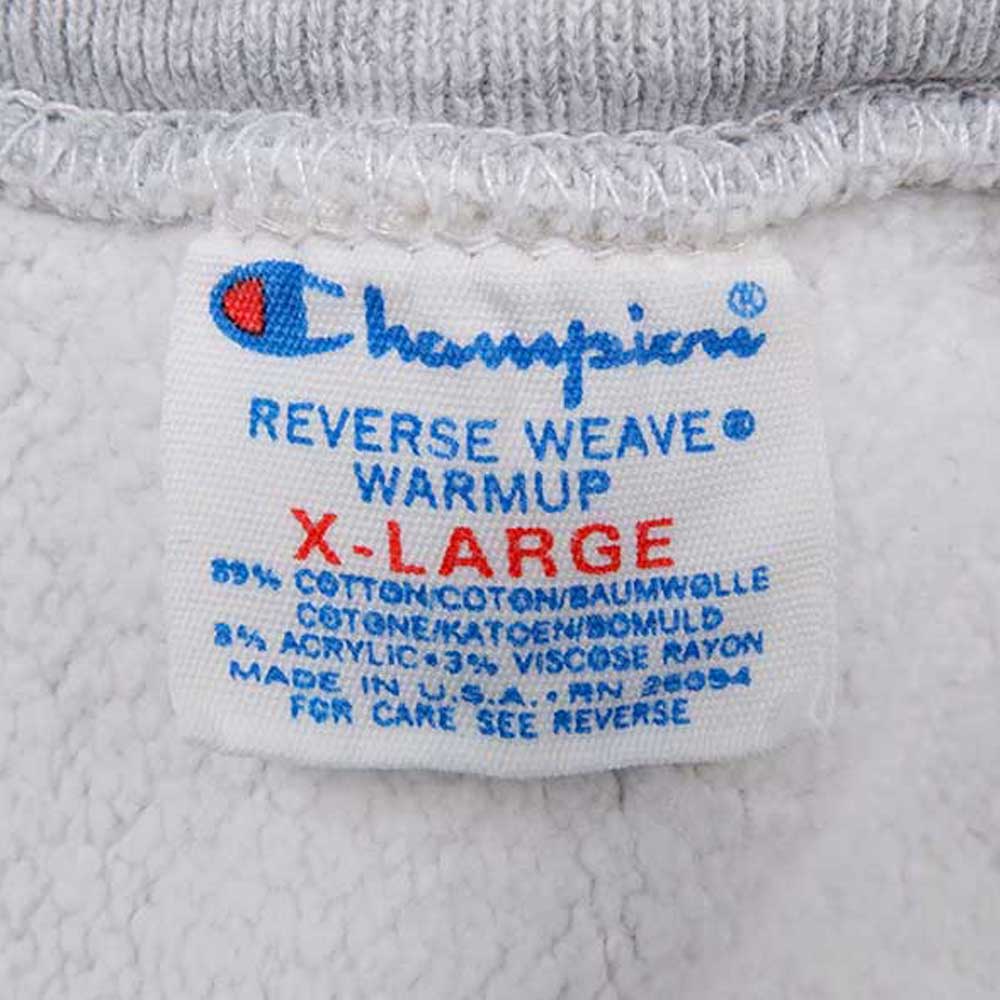 Champion®
REVERSE WEAVE®
WARMUP
X-LARGE
89% COTTON/COTON/BAUMWOLLE
COTONE/KATOEN/BOMULD
8% ACRYLIC•3% VISCOSE RAYON
MADE IN U.S.A. • RN 26094
FOR CARE SEE REVERSE